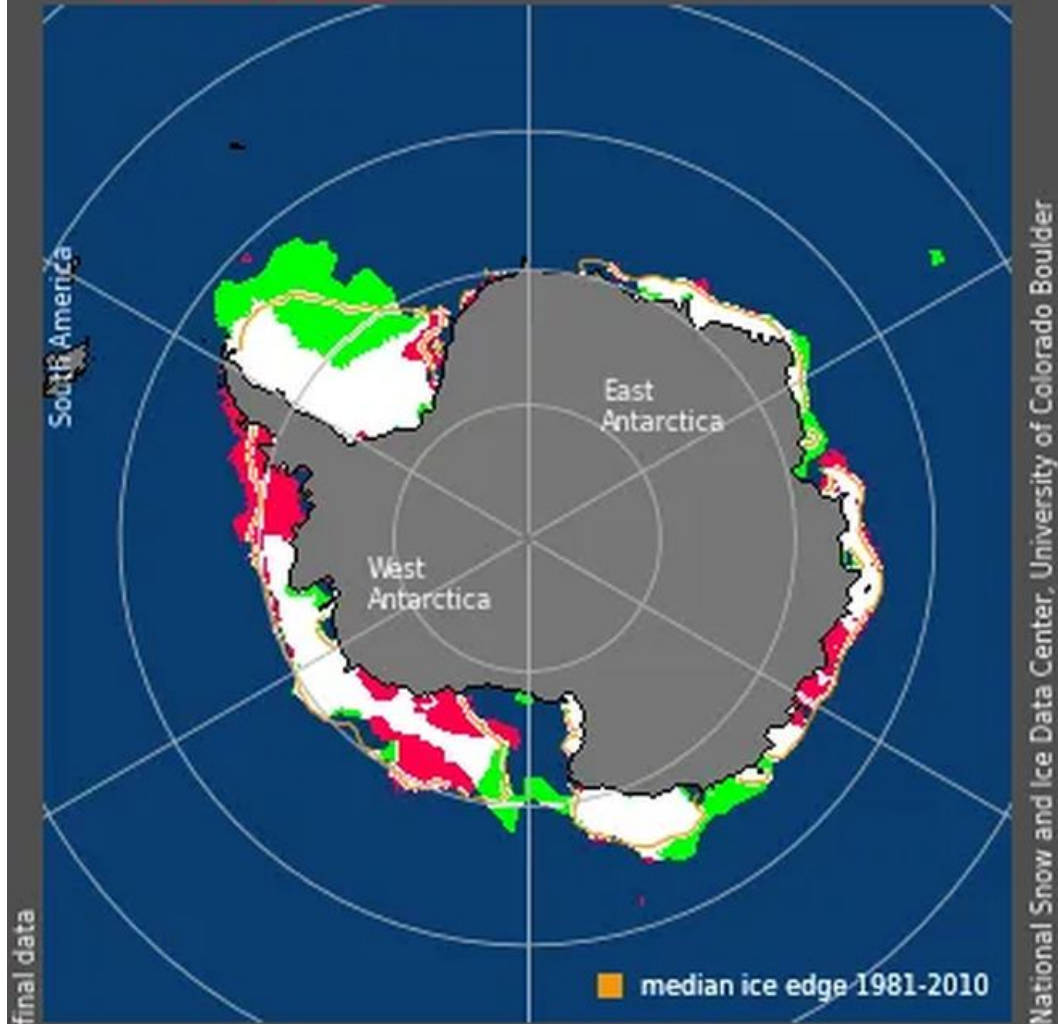 South America
East
Antarctica
West
Antarctica
median ice edge 1981-2010
final data
National Snow and Ice Data Center, University of Colorado Boulder